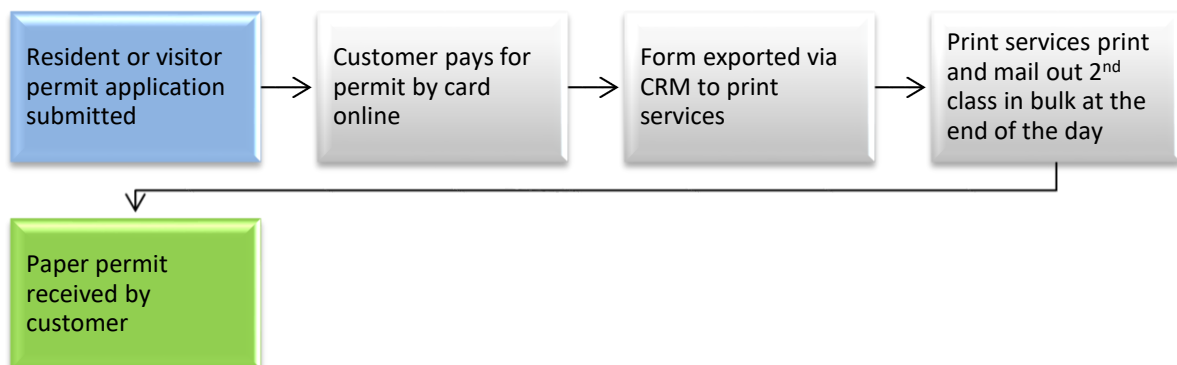 Resident or visitor
permit application
submitted
Customer pays for
permit by card
online
Form exported via
CRM to print
services
Print services print
and mail out 2nd
class in bulk at the
end of the day
Paper permit
received by
customer